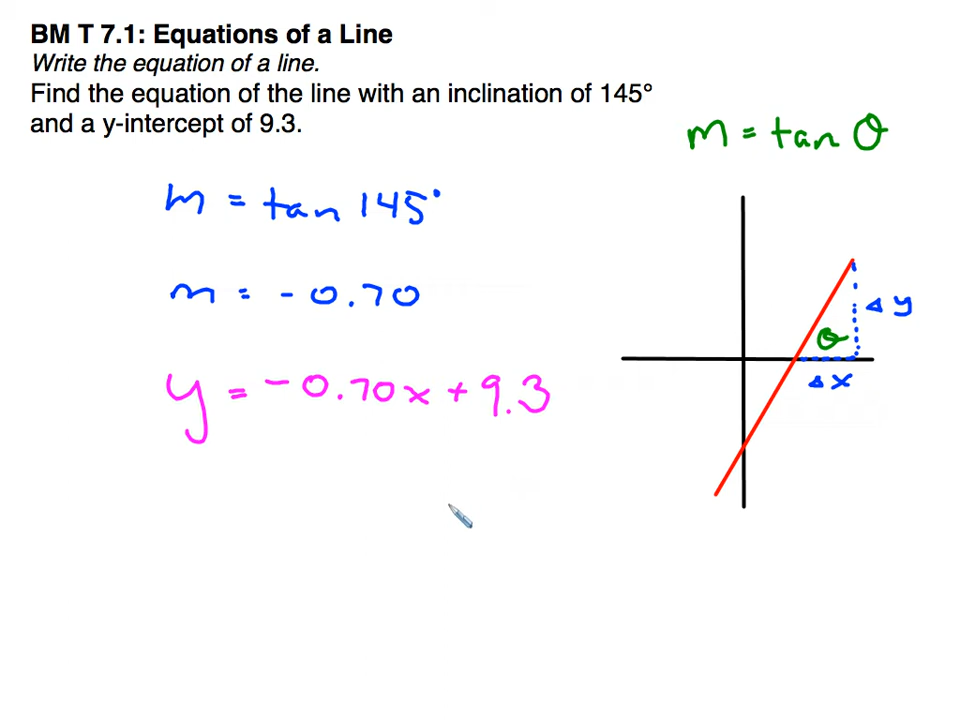 BM T 7.1: Equations of a Line
Write the equation of a line.
Find the equation of the line with an inclination of 145°
and a y-intercept of 9.3.
m = tan θ
m = tan 145°
m = -0.70
y = -0.70x + 9.3
θ
Δy
Δx